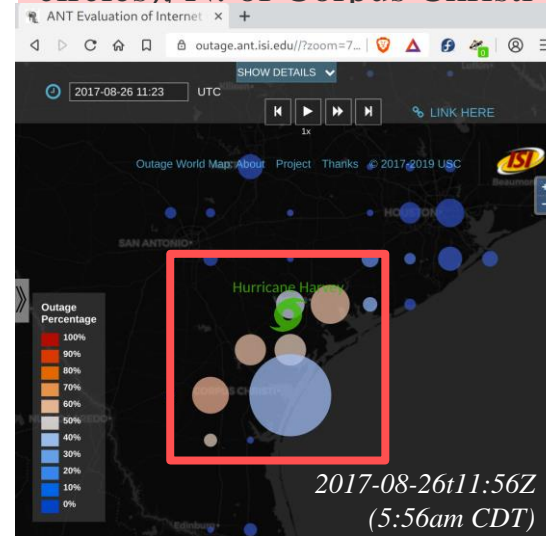 ANT Evaluation of Internet × +
outage.ant.isi.edu//?zoom=7...
SHOW DETAILS
2017-08-26 11:23 UTC
1x
LINK HERE
Outage World Map: About Project Thanks © 2017-2019 USC
ISI
Beaumont
HOUSTON
SAN ANTONIO
Hurricane Harvey
Outage
Percentage
100%
90%
80%
70%
60%
50%
40%
30%
20%
10%
0%
CORPUS CHRISTI
LAREDO
Edinburg
2017-08-26t11:56Z
(5:56am CDT)